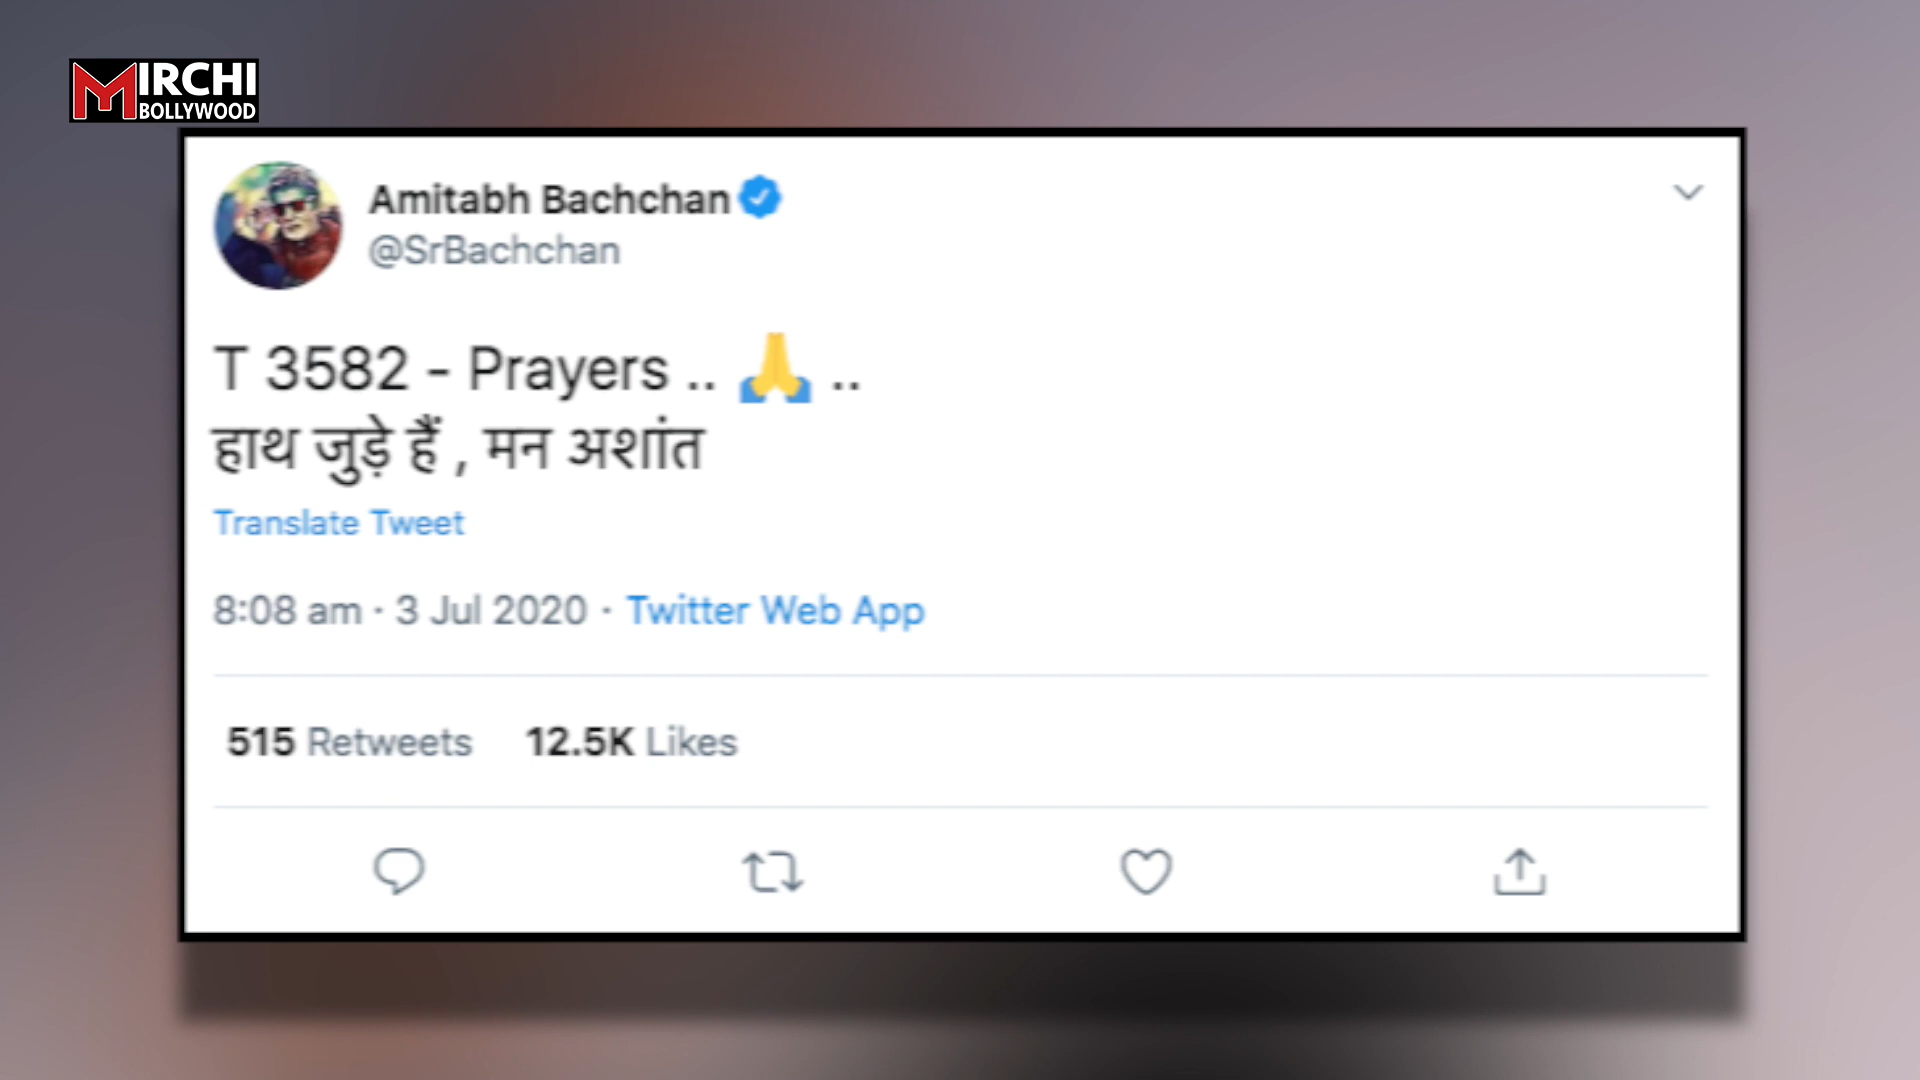 MIRCHI
BOLLYWOOD
Amitabh Bachchan
@SrBachchan
T 3582 - Prayers .. 🙏 ..
हाथ जुड़े हैं , मन अशांत
Translate Tweet
8:08 am · 3 Jul 2020 · Twitter Web App
515 Retweets 12.5K Likes